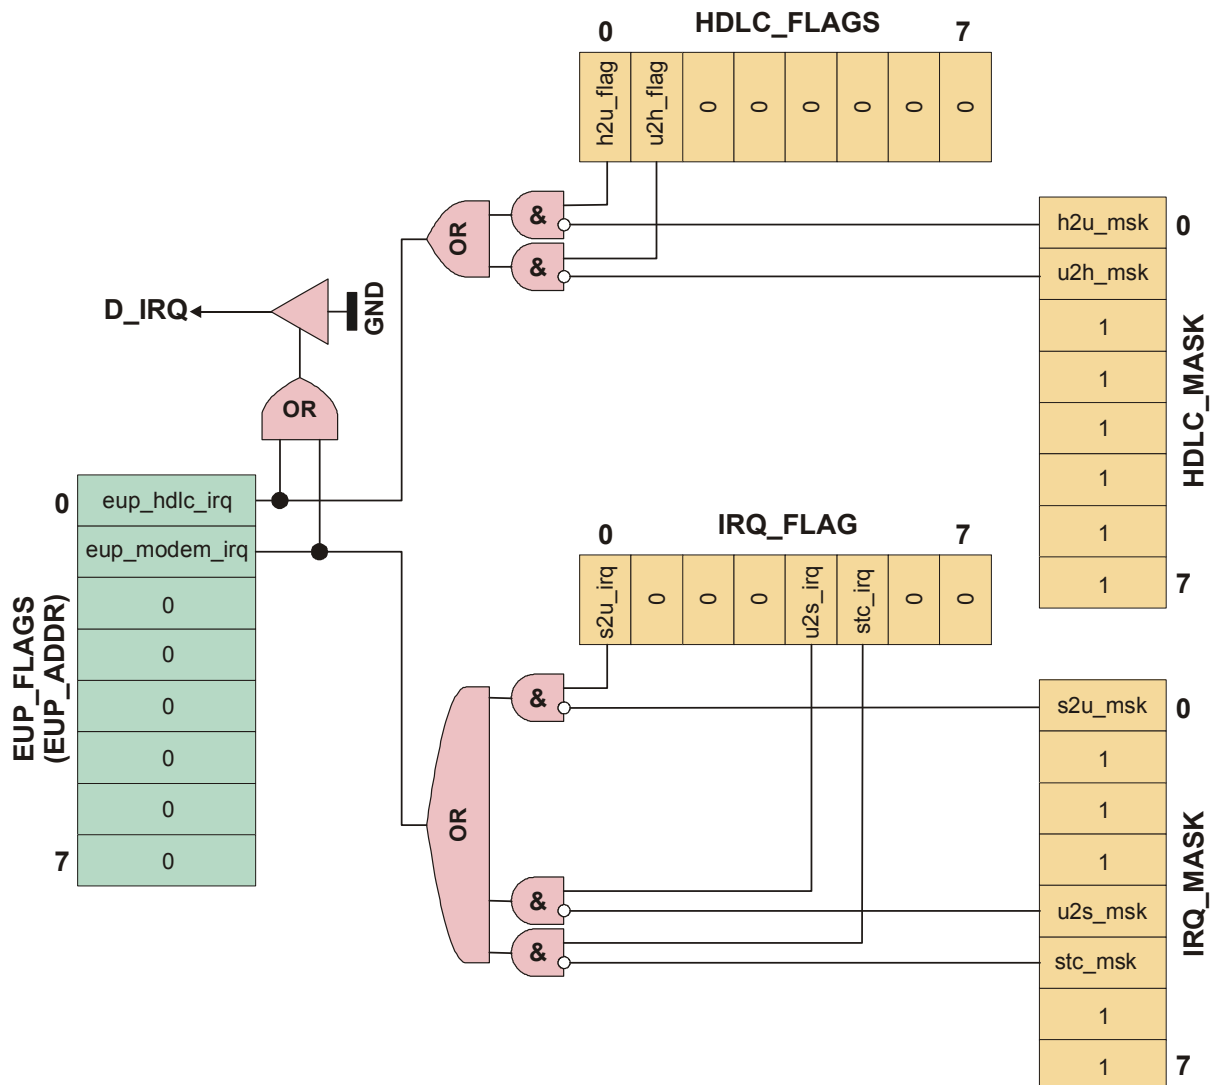 0 HDLC_FLAGS 7
h2u_flag
u2h_flag
0
0
0
0
0
0
&
&
OR
h2u_msk 0
u2h_msk
1
1
1
1
1
1 7
HDLC_MASK
D_IRQ
GND
OR
0 eup_hdlc_irq
eup_modem_irq
0
0
0
0
0
7 0
EUP_FLAGS
(EUP_ADDR)
0 IRQ_FLAG 7
s2u_irq
0
0
0
u2s_irq
stc_irq
0
0
&
OR
&
&
s2u_msk 0
1
1
1
u2s_msk
stc_msk
1
1 7
IRQ_MASK